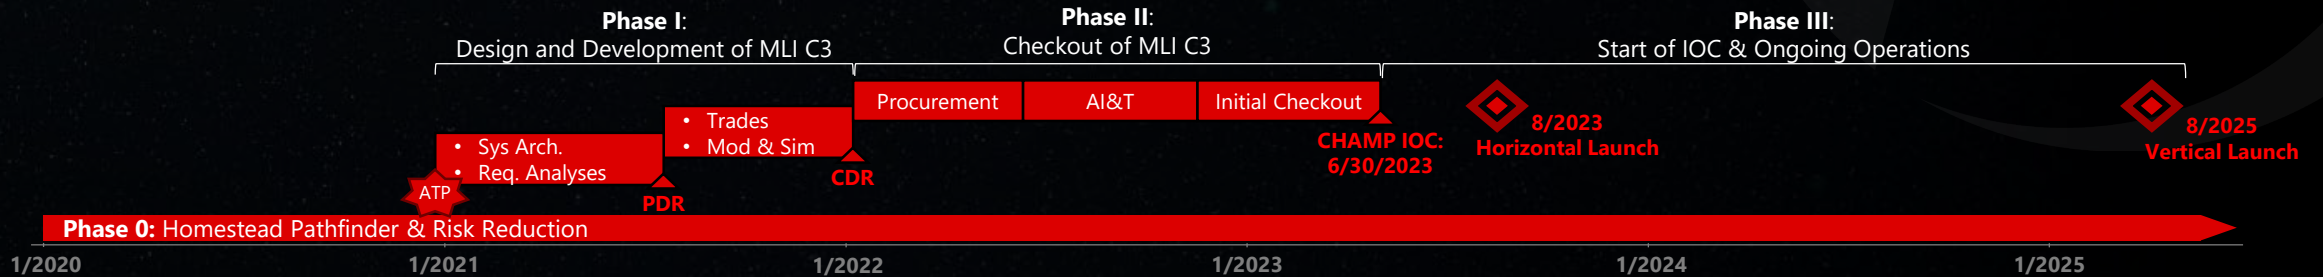 Phase I:
Design and Development of MLI C3
Phase II:
Checkout of MLI C3
Phase III:
Start of IOC & Ongoing Operations
• Sys Arch.
• Req. Analyses
• Trades
• Mod & Sim
Procurement
AI&T
Initial Checkout
ATP
PDR
CDR
CHAMP IOC:
6/30/2023
8/2023
Horizontal Launch
8/2025
Vertical Launch
Phase 0: Homestead Pathfinder & Risk Reduction
1/2020
1/2021
1/2022
1/2023
1/2024
1/2025